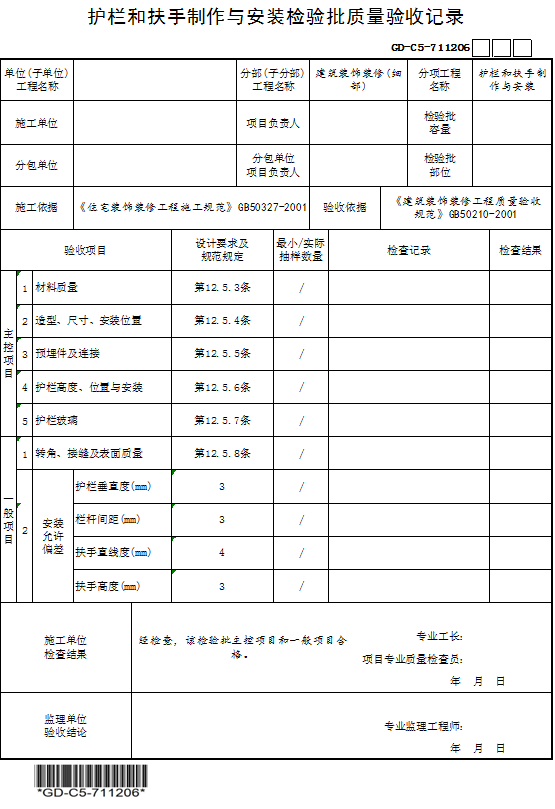 护栏和扶手制作与安装检验批质量验收记录
GD-C5-711206
单位(子单位)
工程名称
分部(子分部)
工程名称
建筑装饰装修(细
部)
分项工程
名称
护栏和扶手制
作与安装
施工单位
项目负责人
检验批
容量
分包单位
分包单位
项目负责人
检验批
部位
施工依据
《住宅装饰装修工程施工规范》GB50327-2001
验收依据
《建筑装饰装修工程质量验收
规范》GB50210-2001
验收项目
设计要求及
规范规定
最小/实际
抽样数量
检查记录
检查结果
主控项目
1 材料质量 第12.5.3条 /
2 造型、尺寸、安装位置 第12.5.4条 /
3 预埋件及连接 第12.5.5条 /
4 护栏高度、位置与安装 第12.5.6条 /
5 护栏玻璃 第12.5.7条 /
一般项目
1 转角、接缝及表面质量 第12.5.8条 /
2
安装
允许
偏差
护栏垂直度(mm) 3 /
栏杆间距(mm) 3 /
扶手直线度(mm) 4 /
扶手高度(mm) 3 /
施工单位
检查结果
经检查，该检验批主控项目和一般项目合
格。
专业工长：
项目专业质量检查员：
年 月 日
监理单位
验收结论
专业监理工程师：
年 月 日
*GD-C5-711206*